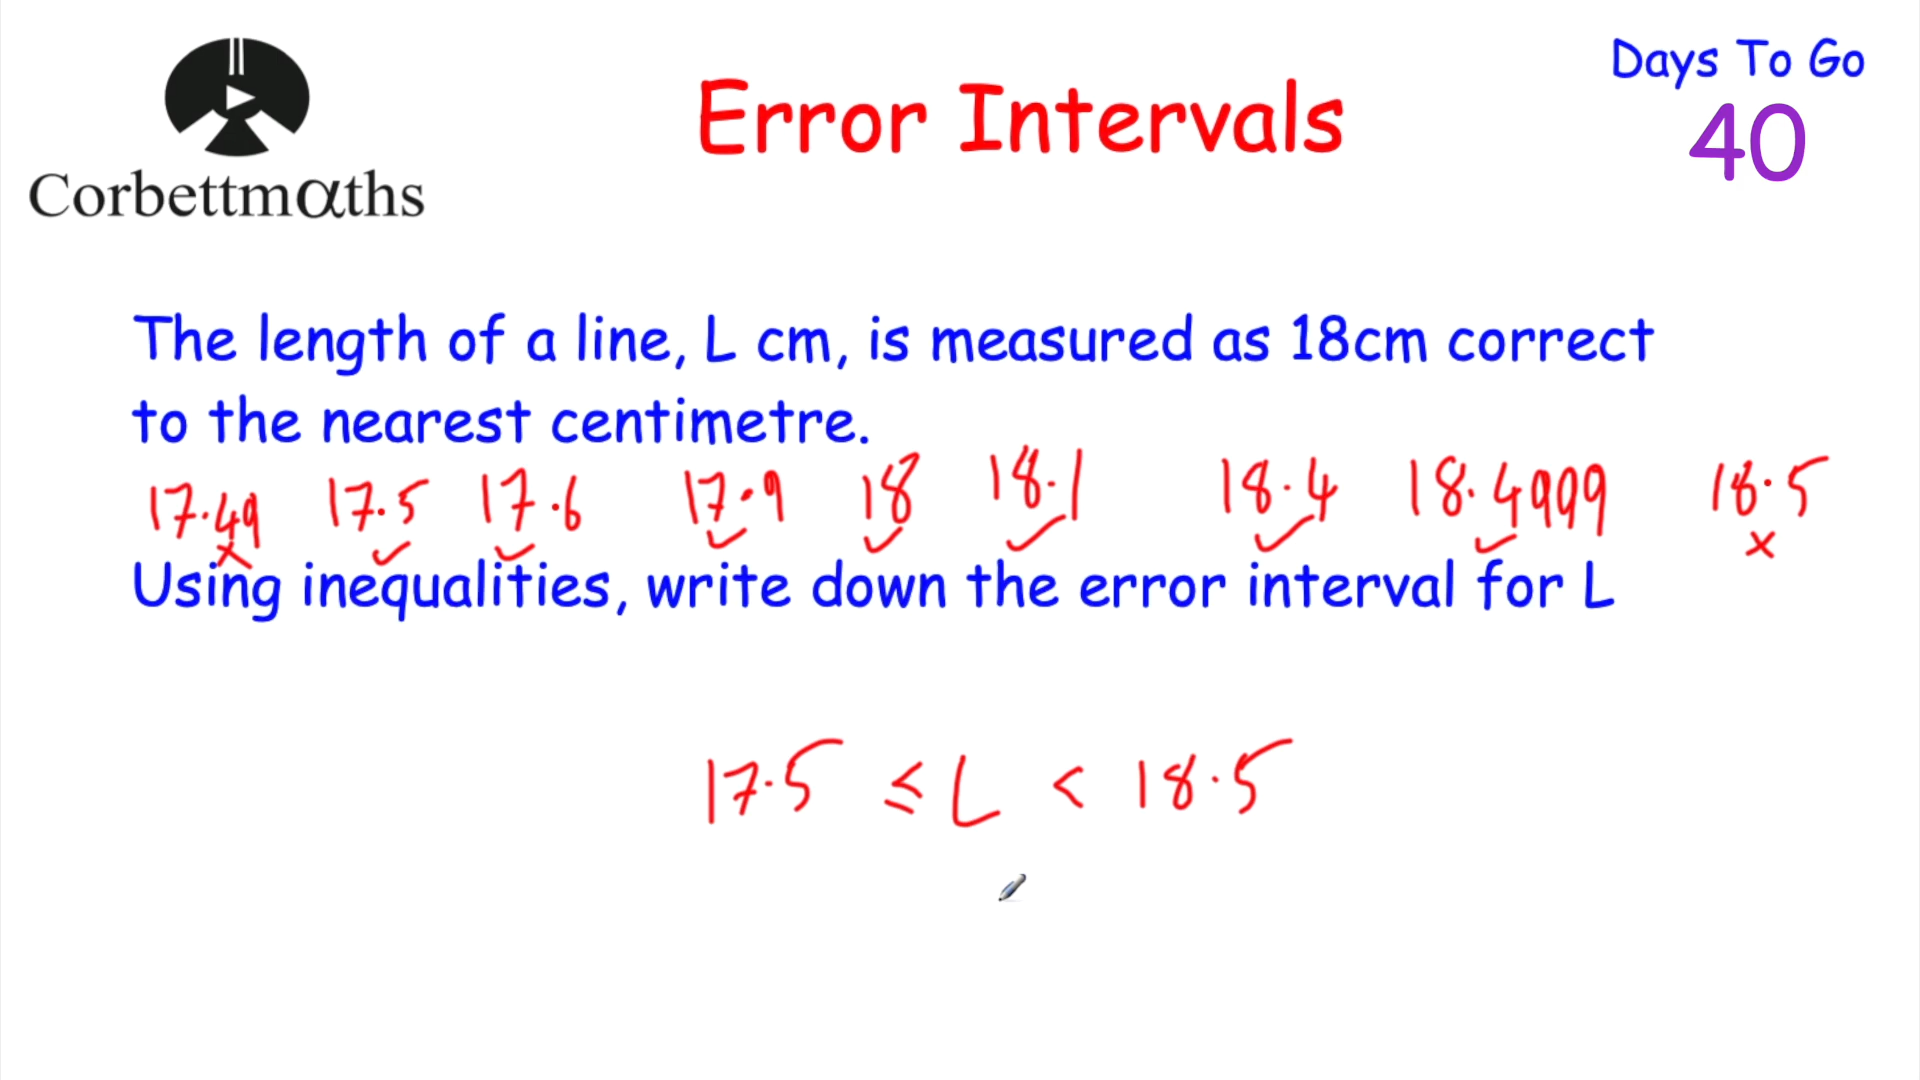 Days To Go
Error Intervals
40
Corbettmαths
The length of a line, L cm, is measured as 18cm correct
to the nearest centimetre.
17.49 17.5 17.6 17.9 18 18.1 18.4 18.4999 18.5
Using inequalities, write down the error interval for L
17.5 ≤ L < 18.5